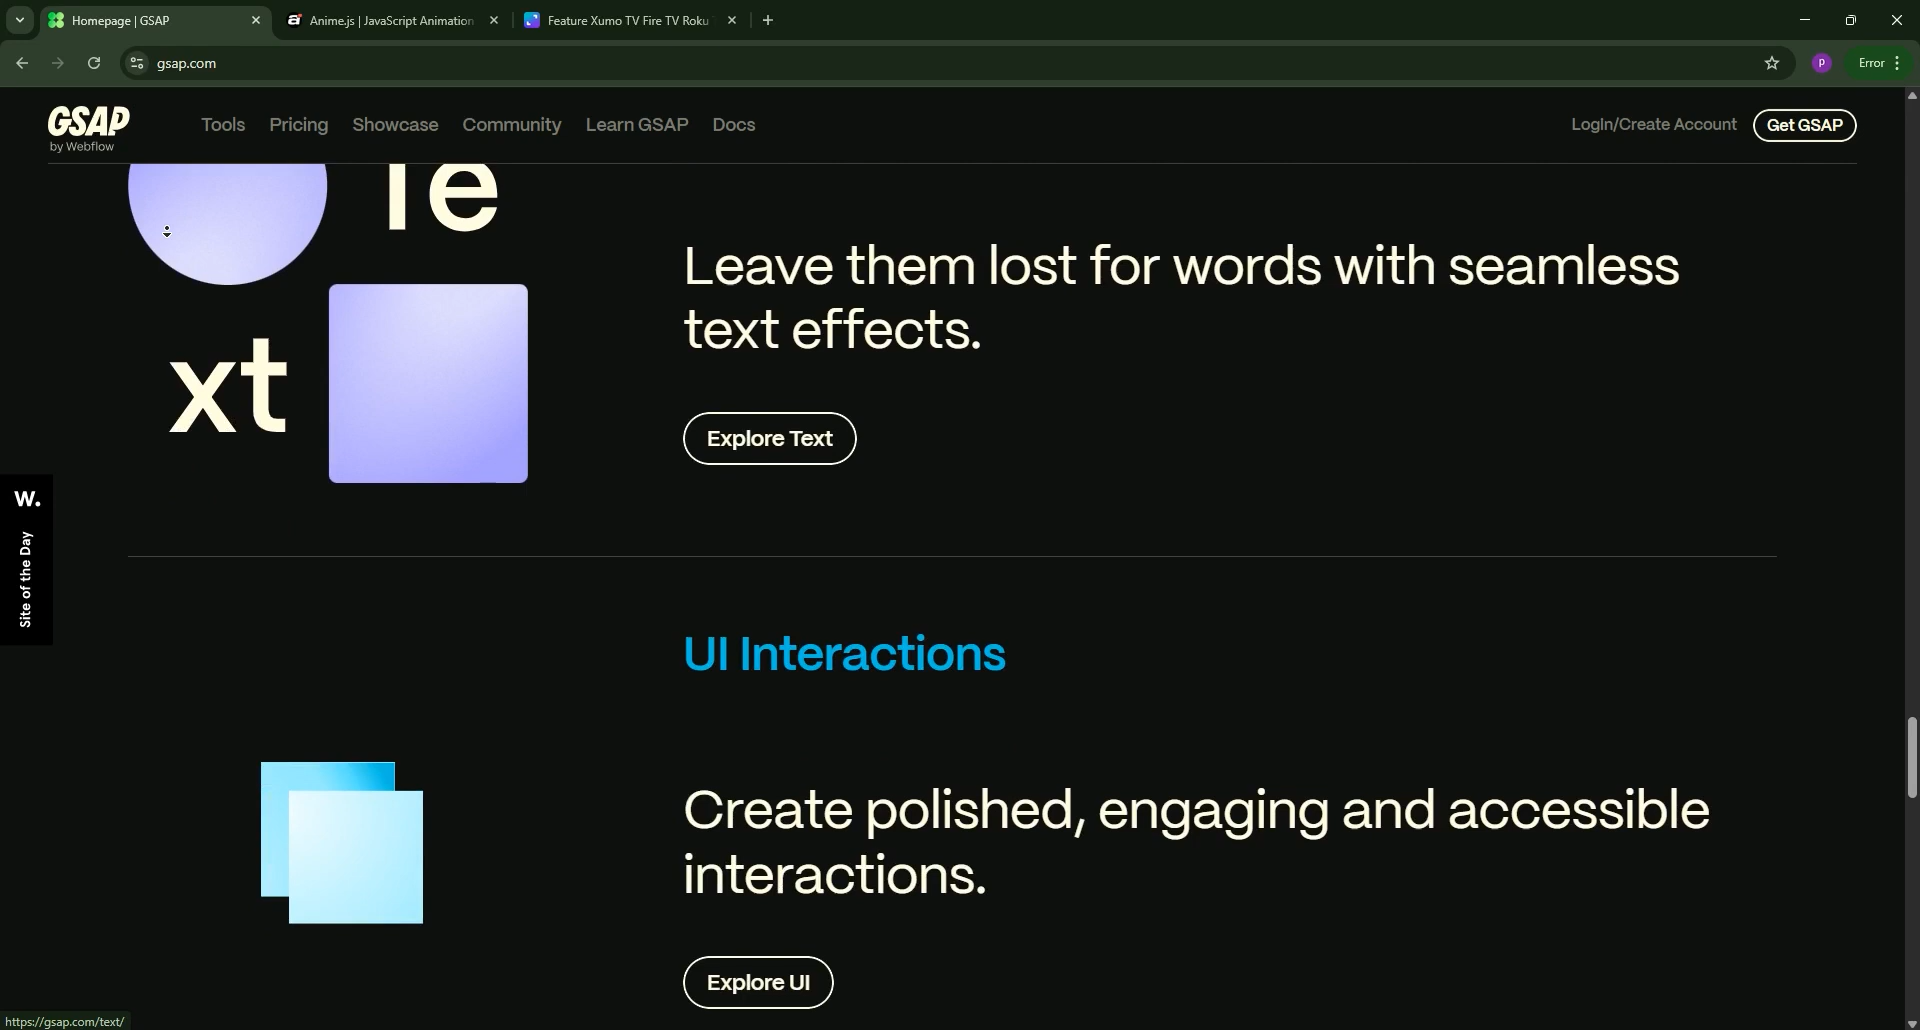 Homepage | GSAP
Anime.js | JavaScript Animation
Feature Xumo TV Fire TV Roku
gsap.com
P
Error
GSAP
by Webflow
Tools
Pricing
Showcase
Community
Learn GSAP
Docs
LogIn/Create Account
Get GSAP
Te
xt
Leave them lost for words with seamless
text effects.
Explore Text
W.
Site of the Day
UI Interactions
Create polished, engaging and accessible
interactions.
Explore UI
https://gsap.com/text/